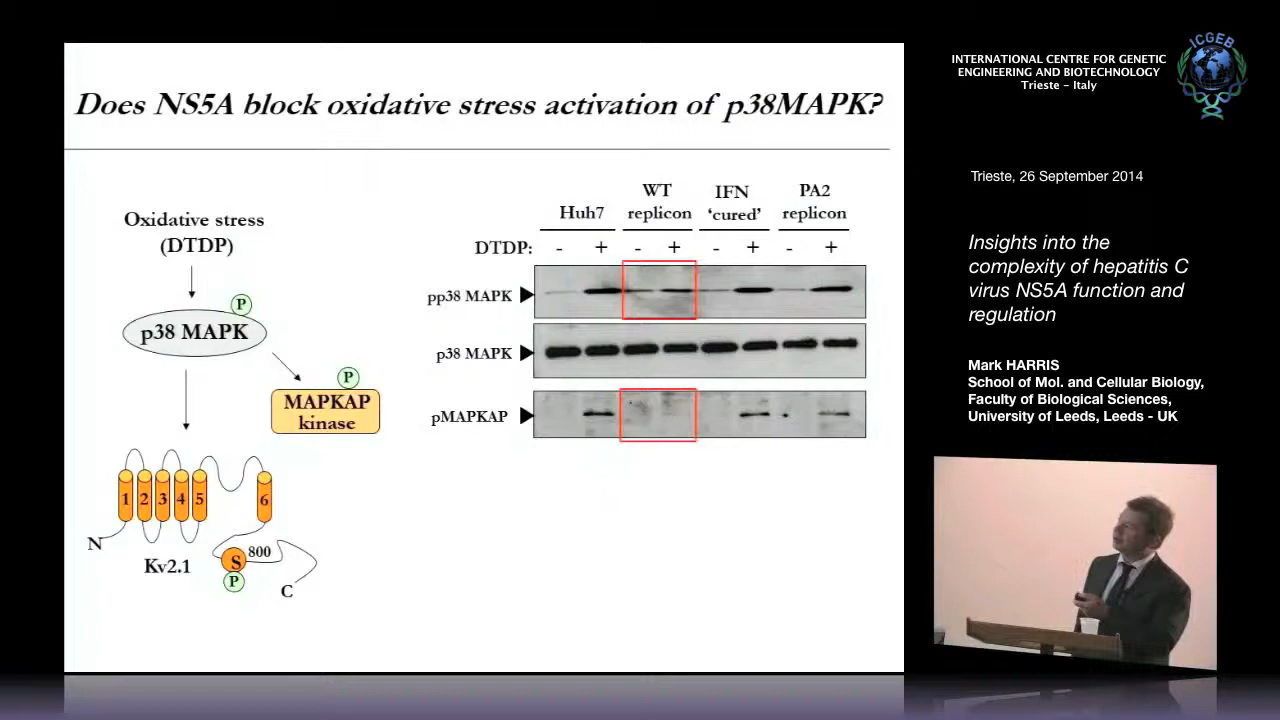 Does NS5A block oxidative stress activation of p38MAPK?
Oxidative stress
(DTDP)
P
p38 MAPK
P
MAPKAP
kinase
1 2 3 4 5 6
N
Kv2.1
S
800
P
C
WT
replicon
IFN
‘cured’
PA2
replicon
Huh7
DTDP: - + - + - + - +
pp38 MAPK
p38 MAPK
pMAPKAP
INTERNATIONAL CENTRE FOR GENETIC
ENGINEERING AND BIOTECHNOLOGY
Trieste - Italy
ICGEB
Trieste, 26 September 2014
Insights into the
complexity of hepatitis C
virus NS5A function and
regulation
Mark HARRIS
School of Mol. and Cellular Biology,
Faculty of Biological Sciences,
University of Leeds, Leeds - UK